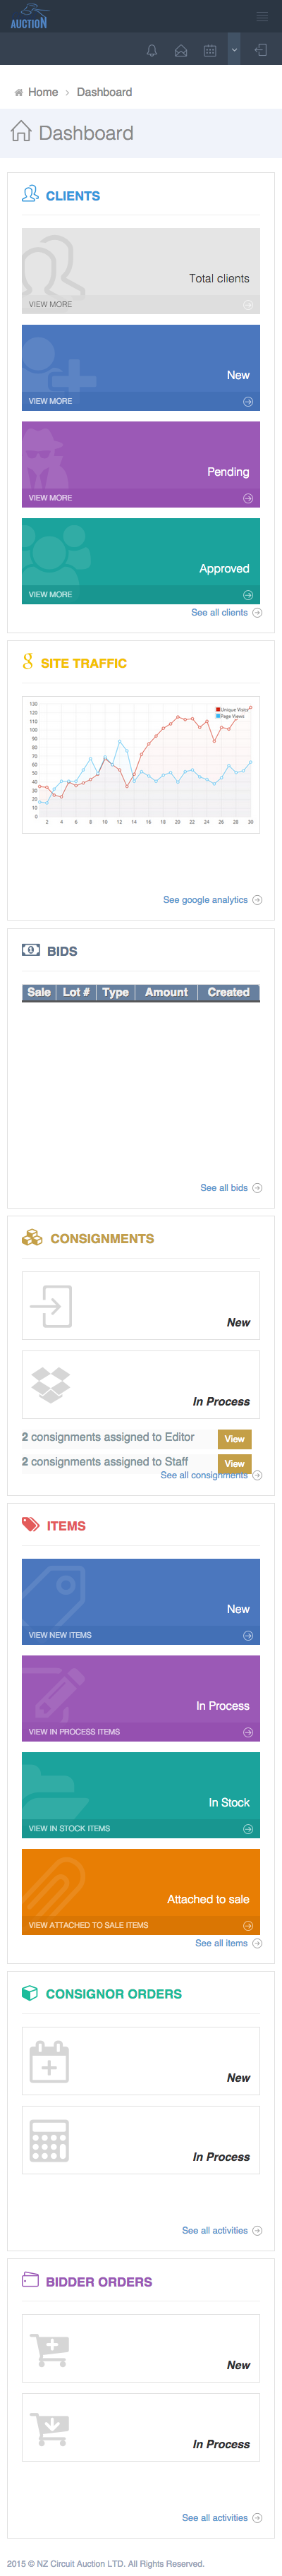 AUCTION
Home > Dashboard
Dashboard
CLIENTS
Total clients
VIEW MORE
New
VIEW MORE
Pending
VIEW MORE
Approved
VIEW MORE
See all clients
SITE TRAFFIC
130
120
110
100
90
80
70
60
50
40
30
20
10
0
Unique Visits
Page Views
2 4 6 8 10 12 14 16 18 20 22 24 26 28 30
See google analytics
BIDS
Sale Lot # Type Amount Created
See all bids
CONSIGNMENTS
New
In Process
2 consignments assigned to Editor View
2 consignments assigned to Staff View
See all consignments
ITEMS
New
VIEW NEW ITEMS
In Process
VIEW IN PROCESS ITEMS
In Stock
VIEW IN STOCK ITEMS
Attached to sale
VIEW ATTACHED TO SALE ITEMS
See all items
CONSIGNOR ORDERS
New
In Process
See all activities
BIDDER ORDERS
New
In Process
See all activities
2015 © NZ Circuit Auction LTD. All Rights Reserved.